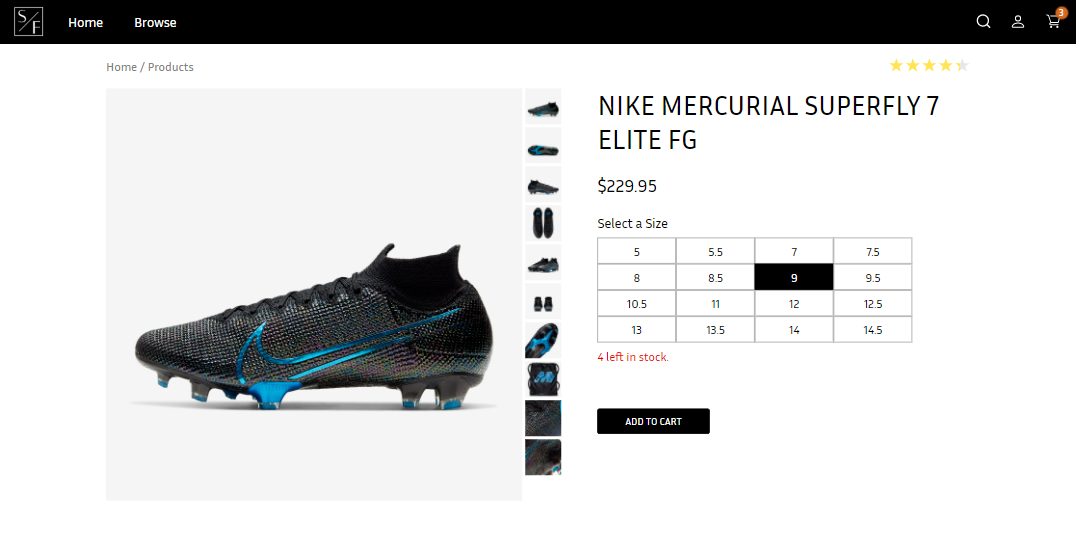 S/F
Home
Browse
3
Home / Products
NIKE MERCURIAL SUPERFLY 7
ELITE FG
$229.95
Select a Size
5 5.5 7 7.5
8 8.5 9 9.5
10.5 11 12 12.5
13 13.5 14 14.5
4 left in stock.
ADD TO CART